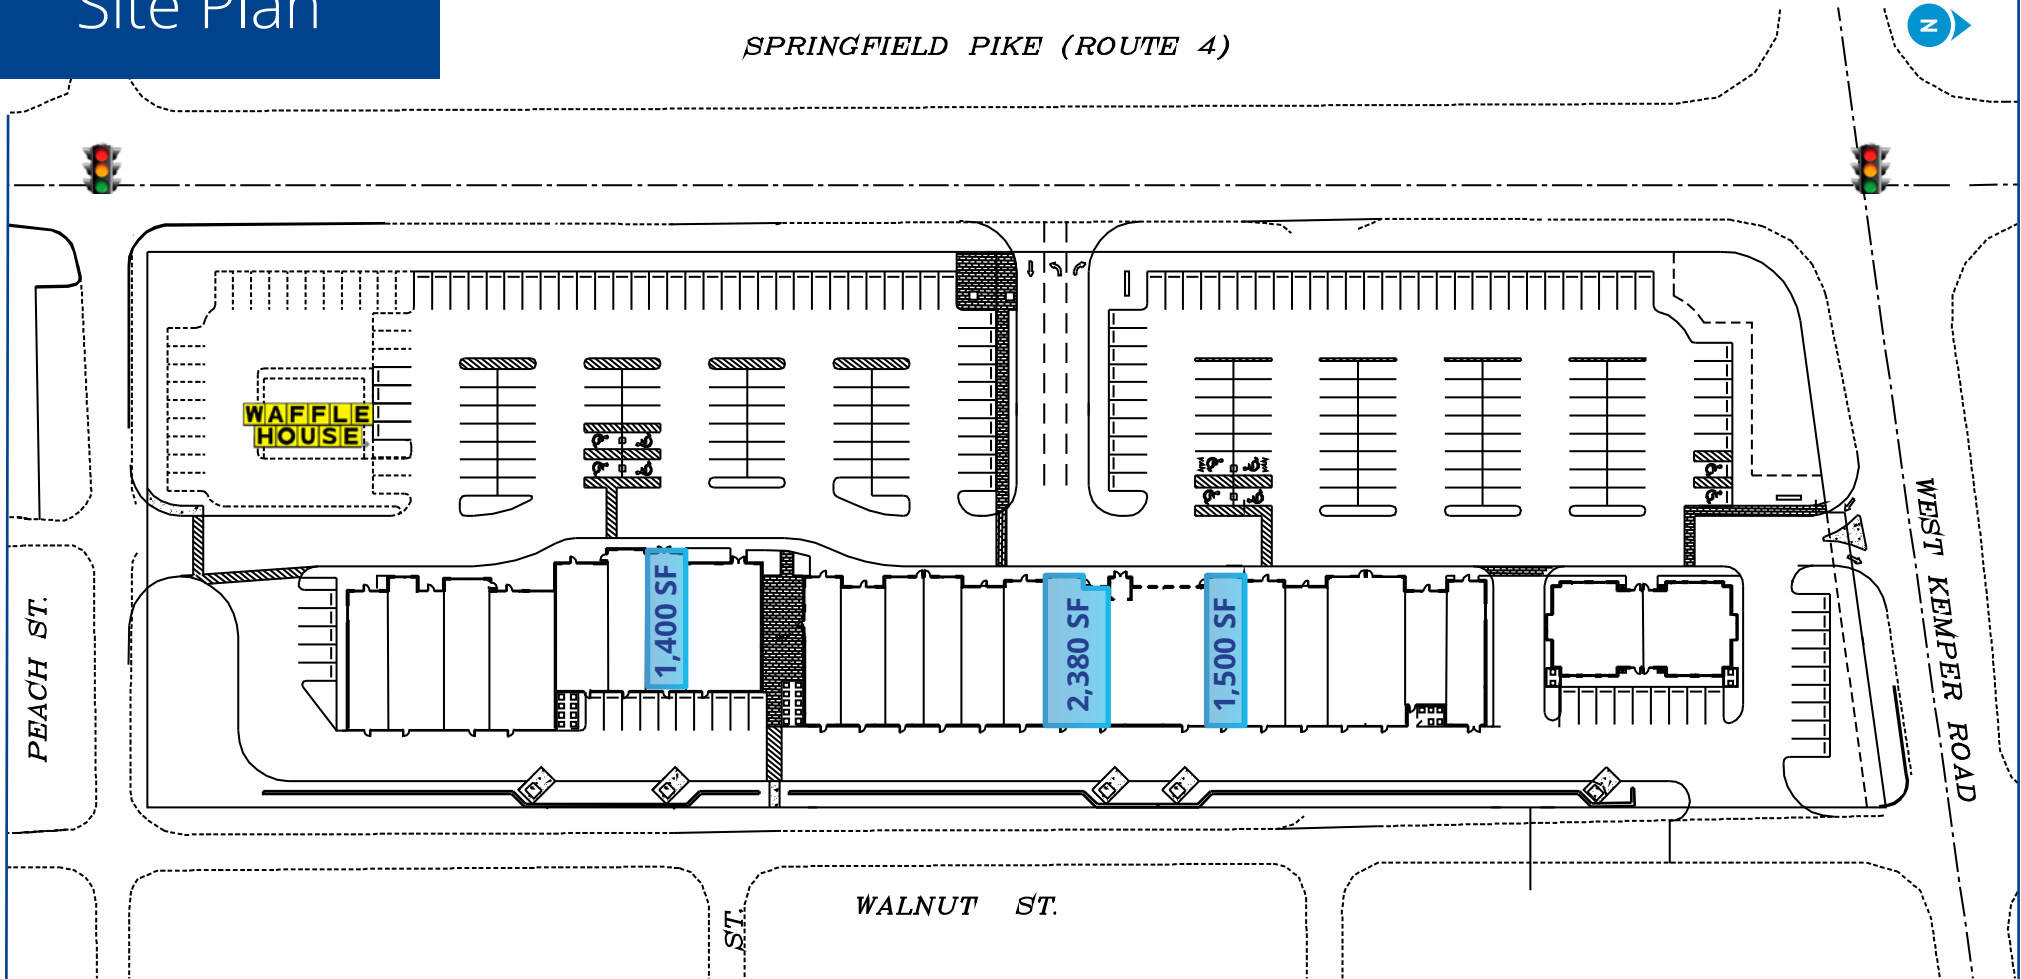 Site Plan
SPRINGFIELD PIKE (ROUTE 4)
N
WAFFLE
HOUSE
1,400 SF
2,380 SF
1,500 SF
PEACH ST.
WEST KEMPER ROAD
WALNUT ST.
ST.